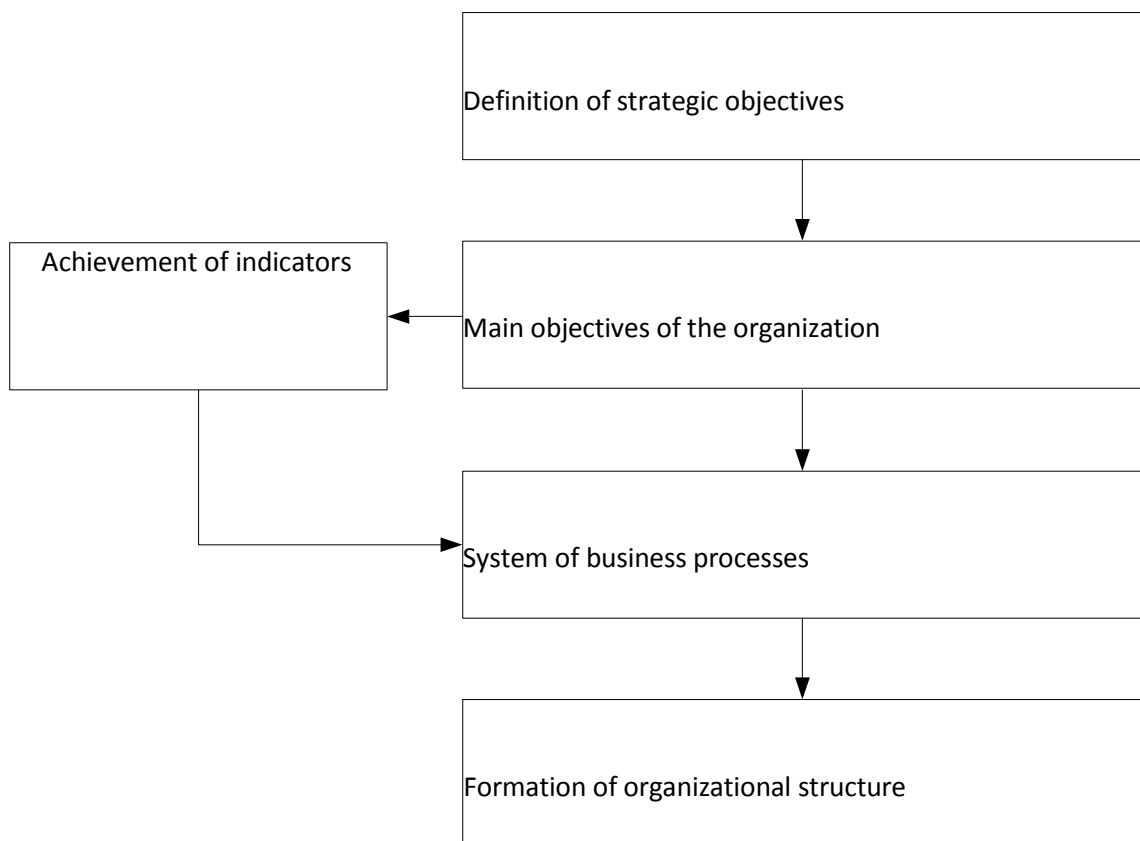 Definition of strategic objectives
Achievement of indicators
Main objectives of the organization
System of business processes
Formation of organizational structure